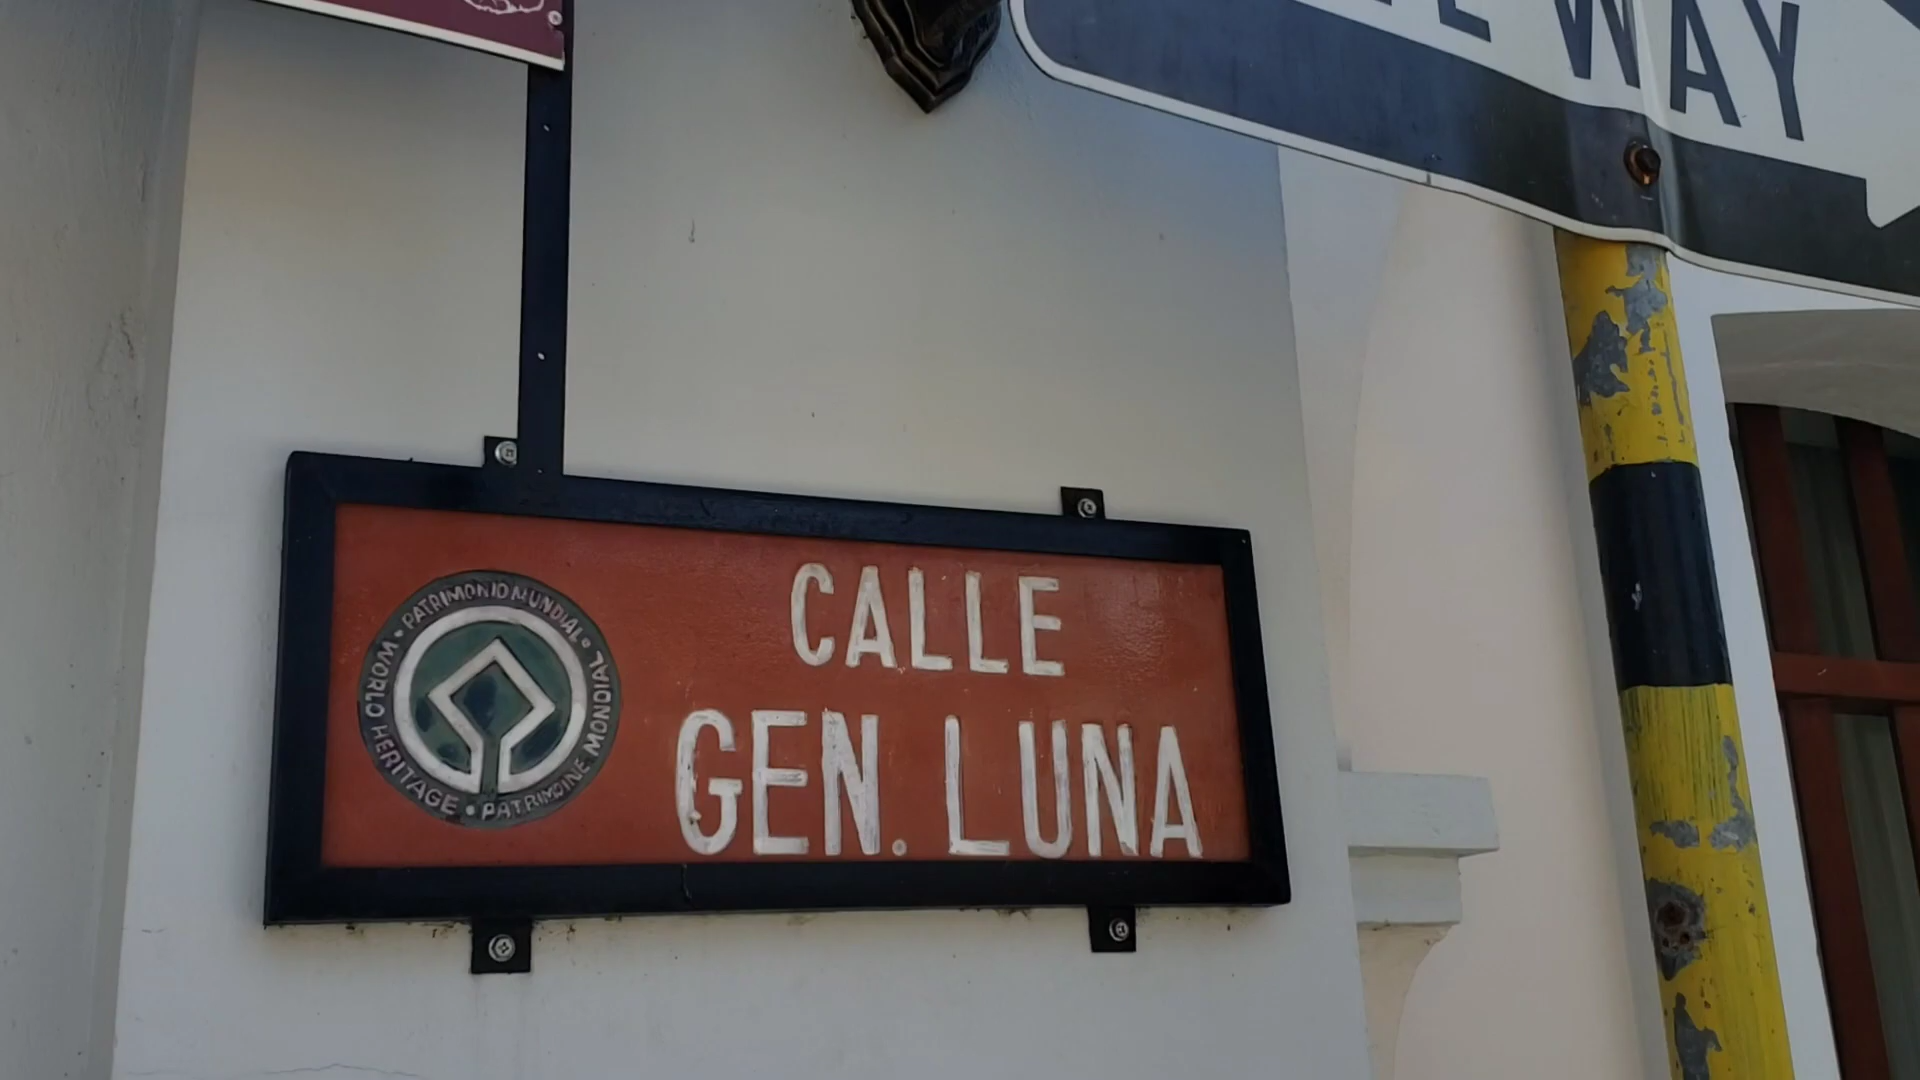 WAY
CALLE
GEN. LUNA
WORLD HERITAGE • PATRIMONIO MUNDIAL • PATRIMOINE MONDIAL •